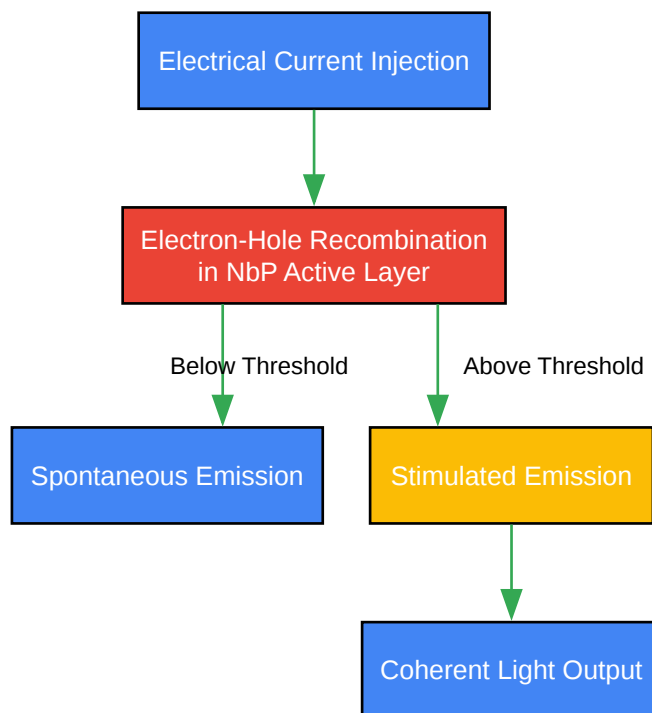 Electrical Current Injection
Electron-Hole Recombination
in NbP Active Layer
Below Threshold
Above Threshold
Spontaneous Emission
Stimulated Emission
Coherent Light Output